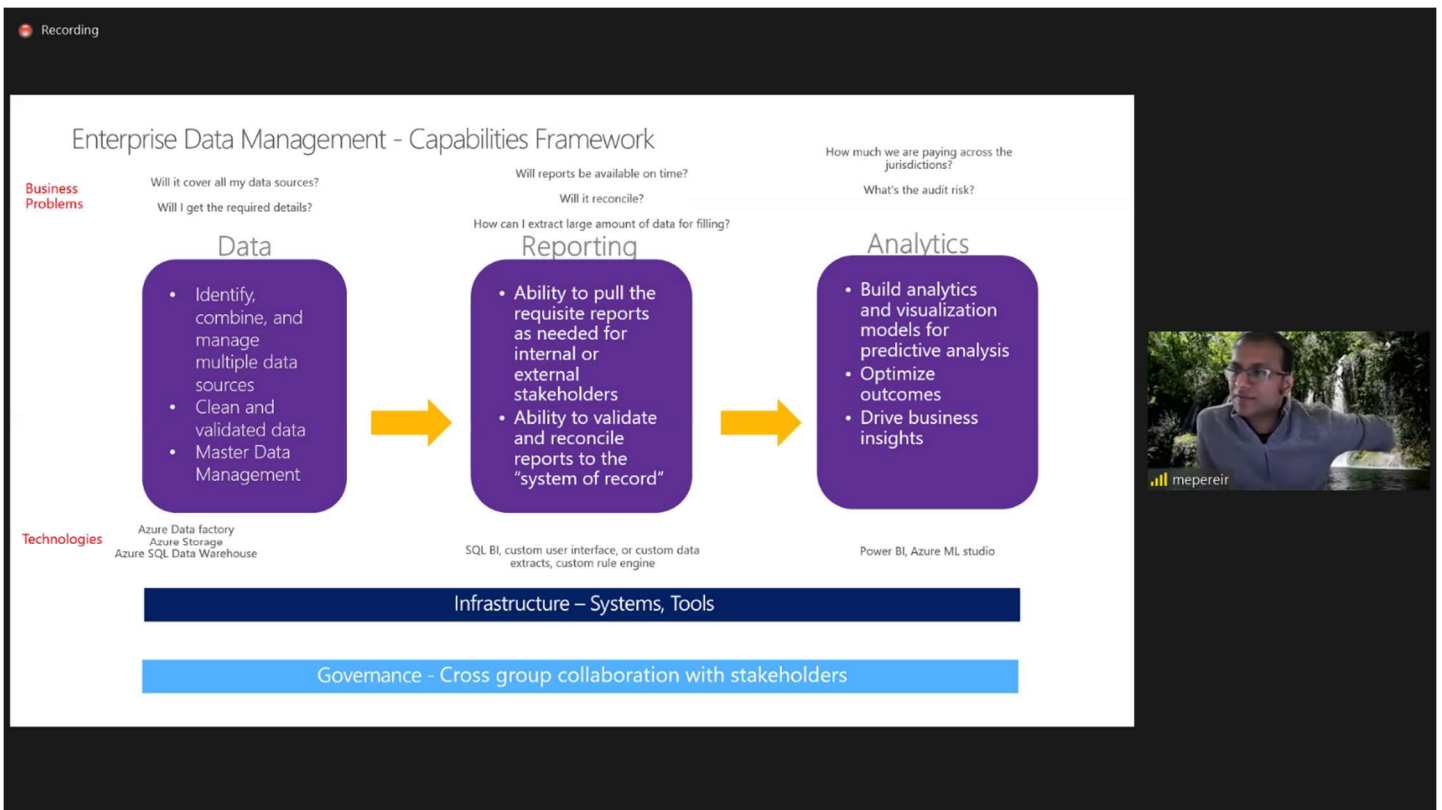 Recording
Enterprise Data Management - Capabilities Framework
Business
Problems
Will it cover all my data sources?
Will I get the required details?
Will reports be available on time?
Will it reconcile?
How can I extract large amount of data for filling?
How much we are paying across the
jurisdictions?
What's the audit risk?
Data
• Identify,
combine, and
manage
multiple data
sources
• Clean and
validated data
• Master Data
Management
Reporting
• Ability to pull the
requisite reports
as needed for
internal or
external
stakeholders
• Ability to validate
and reconcile
reports to the
“system of record”
Analytics
• Build analytics
and visualization
models for
predictive analysis
• Optimize
outcomes
• Drive business
insights
mepereir
Technologies
Azure Data factory
Azure Storage
Azure SQL Data Warehouse
SQL BI, custom user interface, or custom data
extracts, custom rule engine
Power BI, Azure ML studio
Infrastructure – Systems, Tools
Governance - Cross group collaboration with stakeholders